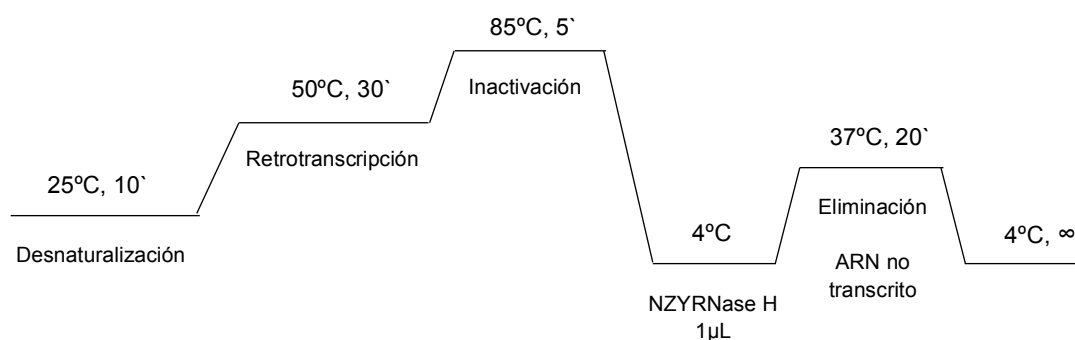 25ºC, 10`
Desnaturalización
50ºC, 30`
Retrotranscripción
85ºC, 5`
Inactivación
4ºC
NZYRNase H
1µL
37ºC, 20`
Eliminación
ARN no
transcrito
4ºC, ∞